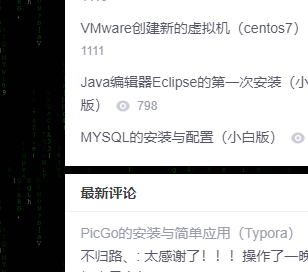 VMware创建新的虚拟机（centos7）
1111
Java编辑器Eclipse的第一次安装（小
版） 798
MYSQL的安装与配置（小白版）
最新评论
PicGo的安装与简单应用（Typora）
不归路、: 太感谢了！！！操作了一晚